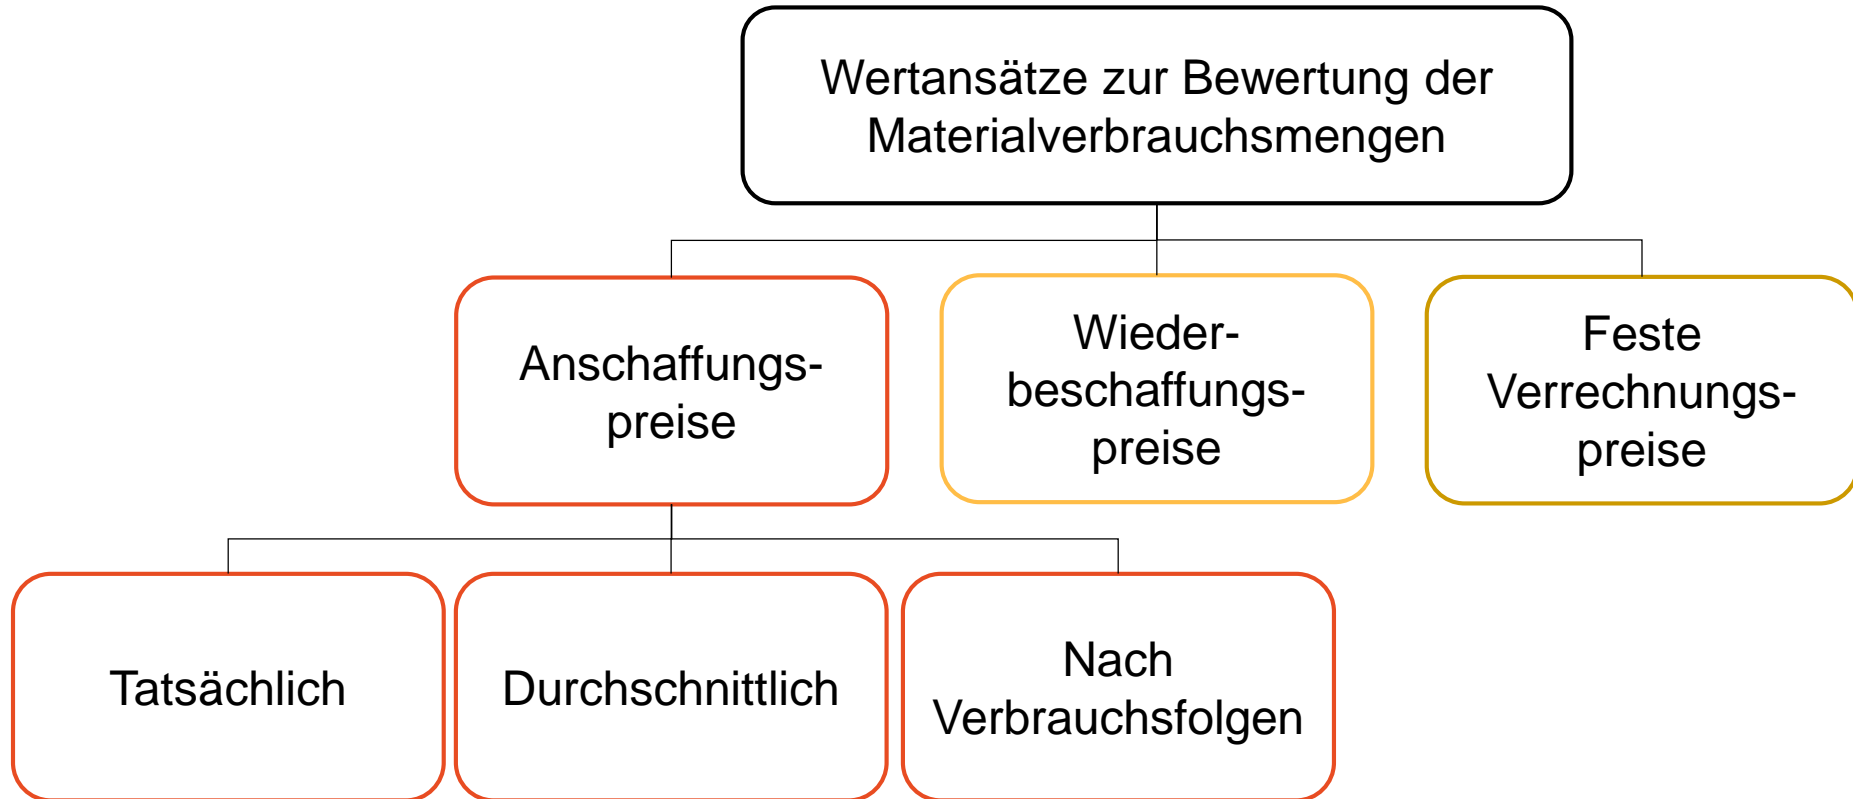 Wertansätze zur Bewertung der
Materialverbrauchsmengen
Anschaffungs-
preise
Wieder-
beschaffungs-
preise
Feste
Verrechnungs-
preise
Tatsächlich
Durchschnittlich
Nach
Verbrauchsfolgen